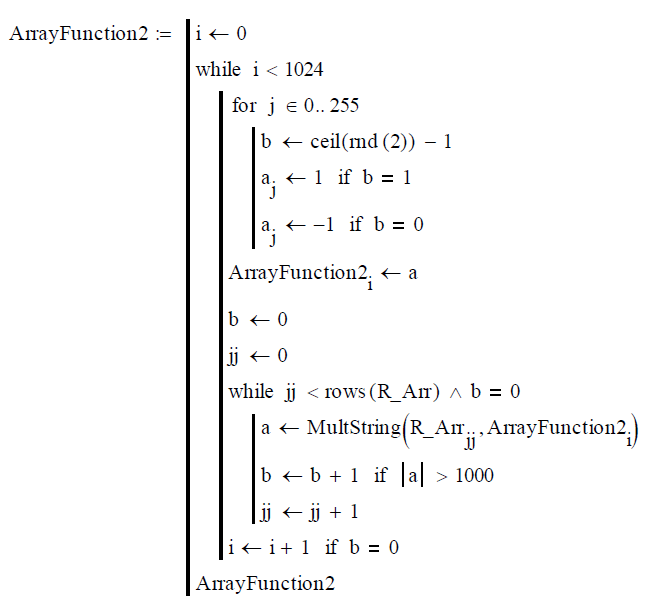 ArrayFunction2 := i ← 0
while i < 1024
for j ∈ 0.. 255
b ← ceil(rnd (2)) − 1
a_j ← 1 if b = 1
a_j ← −1 if b = 0
ArrayFunction2_i ← a
b ← 0
jj ← 0
while jj < rows(R_Arr) ∧ b = 0
a ← MultString(R_Arr_jj, ArrayFunction2_i)
b ← b + 1 if |a| > 1000
jj ← jj + 1
i ← i + 1 if b = 0
ArrayFunction2